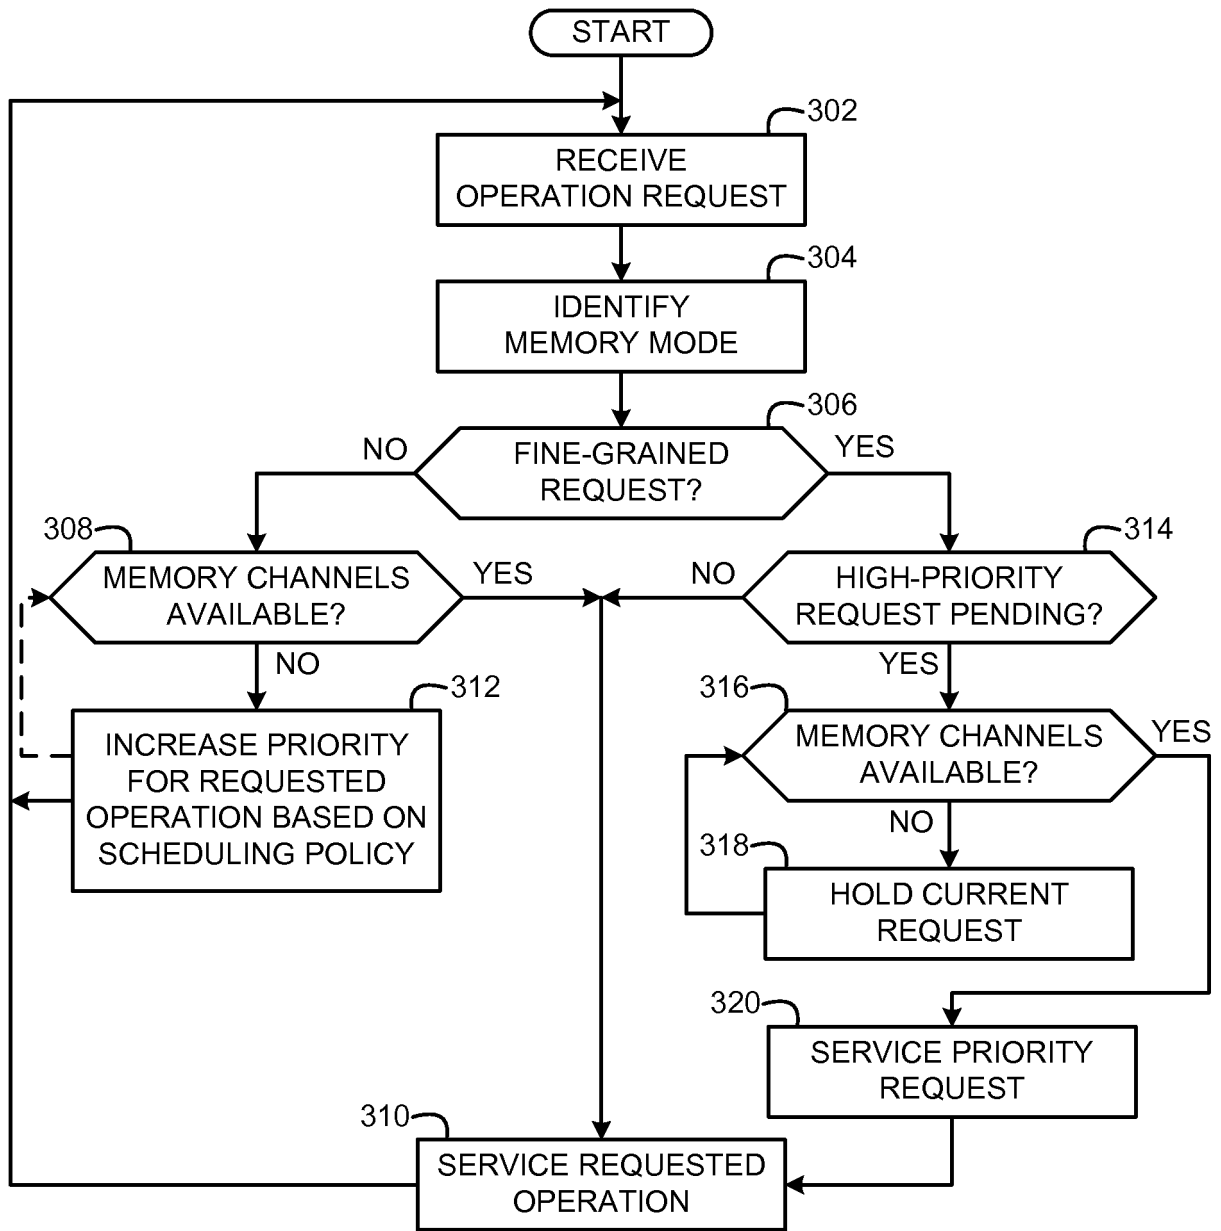 START
302
RECEIVE
OPERATION REQUEST
304
IDENTIFY
MEMORY MODE
306
NO
FINE-GRAINED
REQUEST?
YES
308
MEMORY CHANNELS
AVAILABLE?
YES
NO
314
HIGH-PRIORITY
REQUEST PENDING?
NO
YES
312
INCREASE PRIORITY
FOR REQUESTED
OPERATION BASED ON
SCHEDULING POLICY
316
MEMORY CHANNELS
AVAILABLE?
YES
NO
318
HOLD CURRENT
REQUEST
320
SERVICE PRIORITY
REQUEST
310
SERVICE REQUESTED
OPERATION